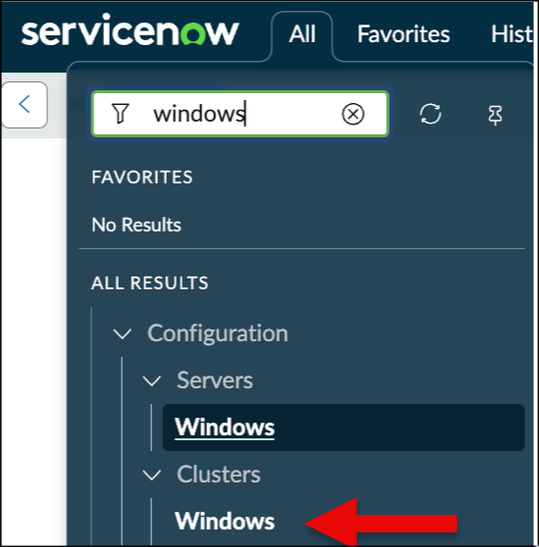 servicenow All Favorites Hist
windows
FAVORITES
No Results
ALL RESULTS
Configuration
Servers
Windows
Clusters
Windows